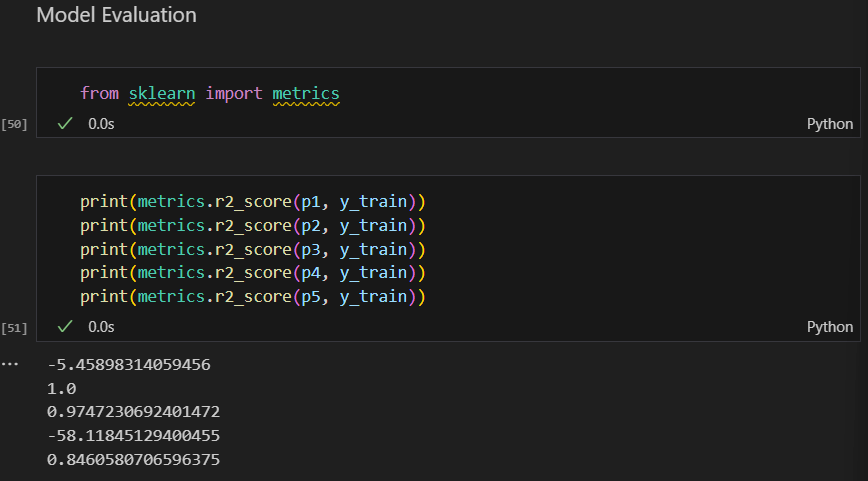 Model Evaluation
from sklearn import metrics
[50]
0.0s
Python
print(metrics.r2_score(p1, y_train))
print(metrics.r2_score(p2, y_train))
print(metrics.r2_score(p3, y_train))
print(metrics.r2_score(p4, y_train))
print(metrics.r2_score(p5, y_train))
[51]
0.0s
Python
-5.45898314059456
1.0
0.9747230692401472
-58.11845129400455
0.8460580706596375